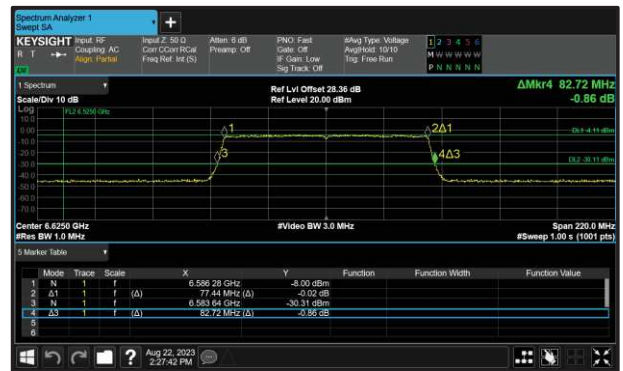 Spectrum Analyzer 1
Swept SA
+
KEYSIGHT
R T
Input: RF
Coupling: AC
Align: Partial
Input Z: 50 Ω
Corr CCorr RCal
Freq Ref: Int (S)
Atten: 6 dB
Preamp: Off
PNO: Fast
Gate: Off
IF Gain: Low
Sig Track: Off
#Avg Type: Voltage
Avg|Hold: 10/10
Trig: Free Run
1 2 3 4 5 6
M W W W W W
P N N N N N
1 Spectrum
Scale/Div 10 dB
Ref Lvl Offset 28.36 dB
Ref Level 20.00 dBm
ΔMkr4 82.72 MHz
-0.86 dB
Log
FL2 6.5250 GHz
10.0
0.00
-10.0
-20.0
-30.0
-40.0
-50.0
-60.0
-70.0
1
2Δ1
3
4Δ3
DL1 -4.11 dBm
DL2 -30.11 dBm
Center 6.6250 GHz
#Res BW 1.0 MHz
#Video BW 3.0 MHz
Span 220.0 MHz
#Sweep 1.00 s (1001 pts)
5 Marker Table
Mode Trace Scale X Y Function Function Width Function Value
1 N 1 f 6.586 28 GHz -8.00 dBm
2 Δ1 1 f (Δ) 77.44 MHz (Δ) -0.02 dB
3 N 1 f 6.583 64 GHz -30.31 dBm
4 Δ3 1 f (Δ) 82.72 MHz (Δ) -0.86 dB
5
6
?
Aug 22, 2023
2:27:42 PM